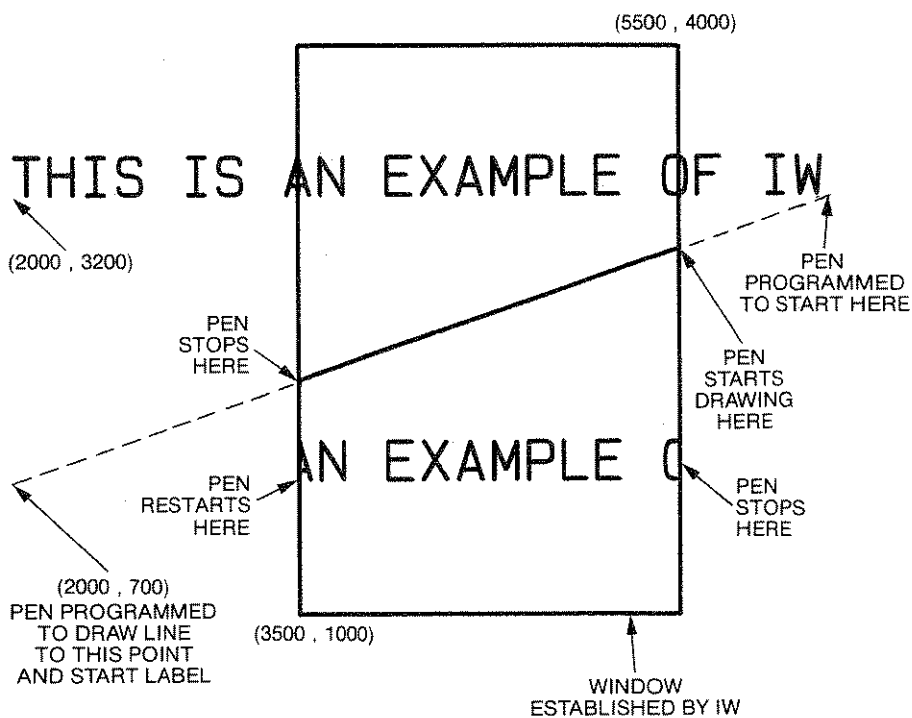 (5500 , 4000)
THIS IS AN EXAMPLE OF IW
(2000 , 3200)
PEN
PROGRAMMED
TO START HERE
PEN
STOPS
HERE
PEN
STARTS
DRAWING
HERE
AN EXAMPLE O
PEN
RESTARTS
HERE
PEN
STOPS
HERE
(2000 , 700)
PEN PROGRAMMED
TO DRAW LINE
TO THIS POINT
AND START LABEL
(3500 , 1000)
WINDOW
ESTABLISHED BY IW